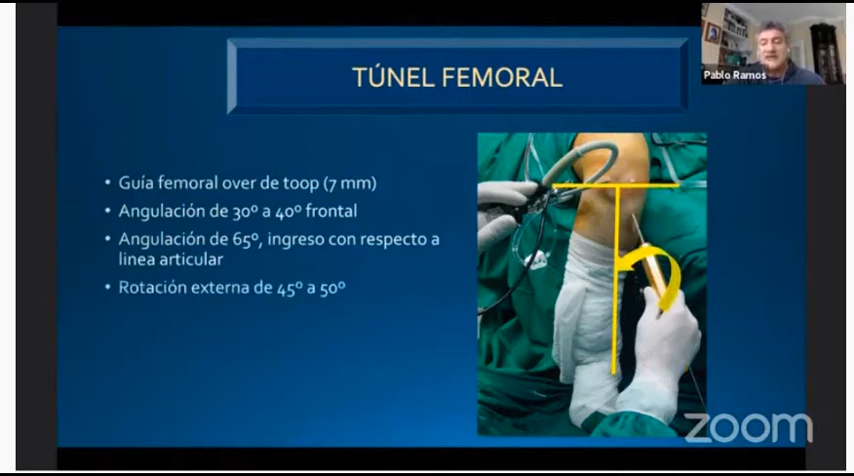 TÚNEL FEMORAL
Pablo Ramos
• Guía femoral over de toop (7 mm)
• Angulación de 30º a 40º frontal
• Angulación de 65º, ingreso con respecto a
linea articular
• Rotación externa de 45º a 50º
zoom